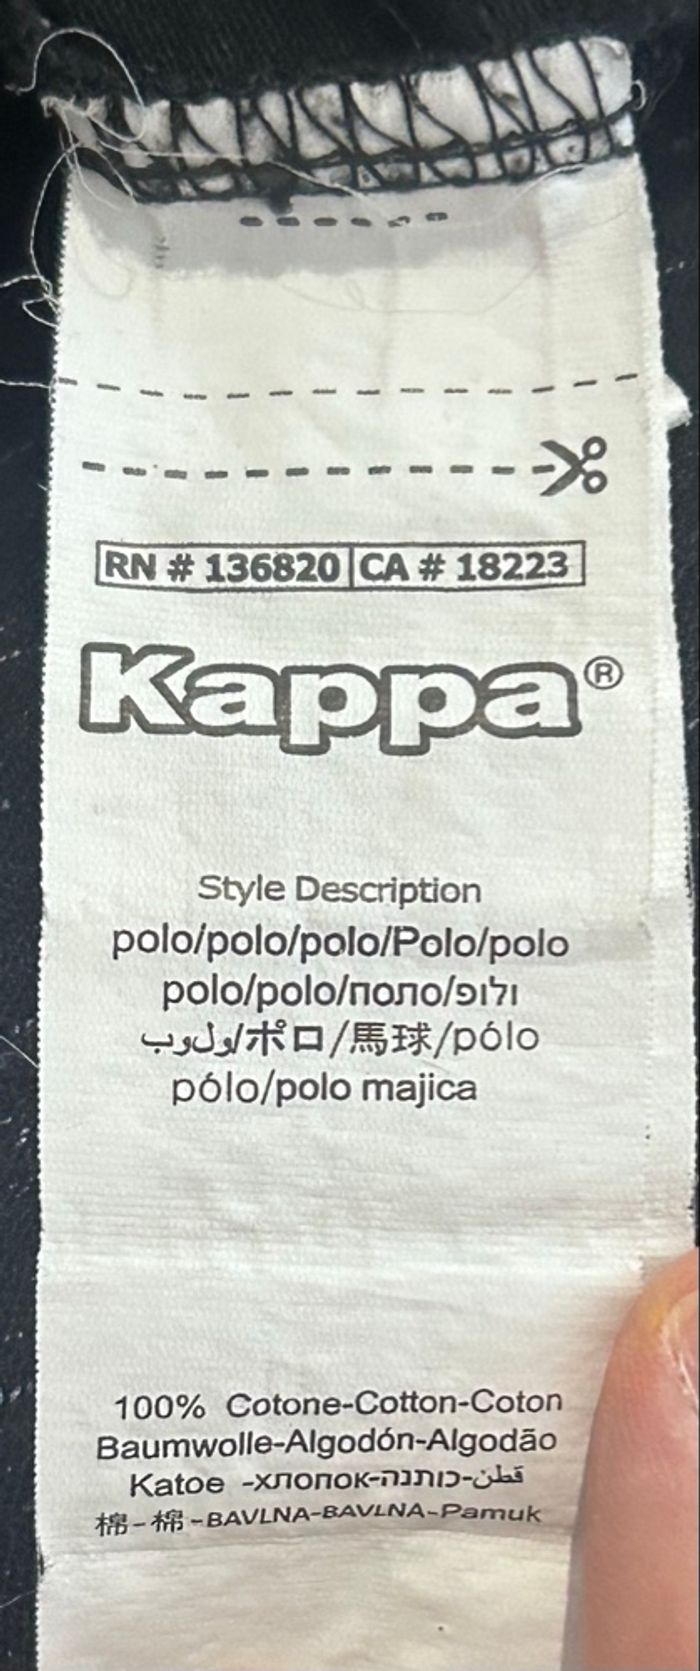 RN # 136820 CA # 18223
Kappa®
Style Description
polo/polo/polo/Polo/polo
polo/polo/поло/פולו
بولو/ポロ/馬球/pólo
pólo/polo majica
100% Cotone-Cotton-Coton
Baumwolle-Algodón-Algodão
Katoe -хлопок-כותנה-قطن
棉-棉-BAVLNA-BAVLNA-Pamuk